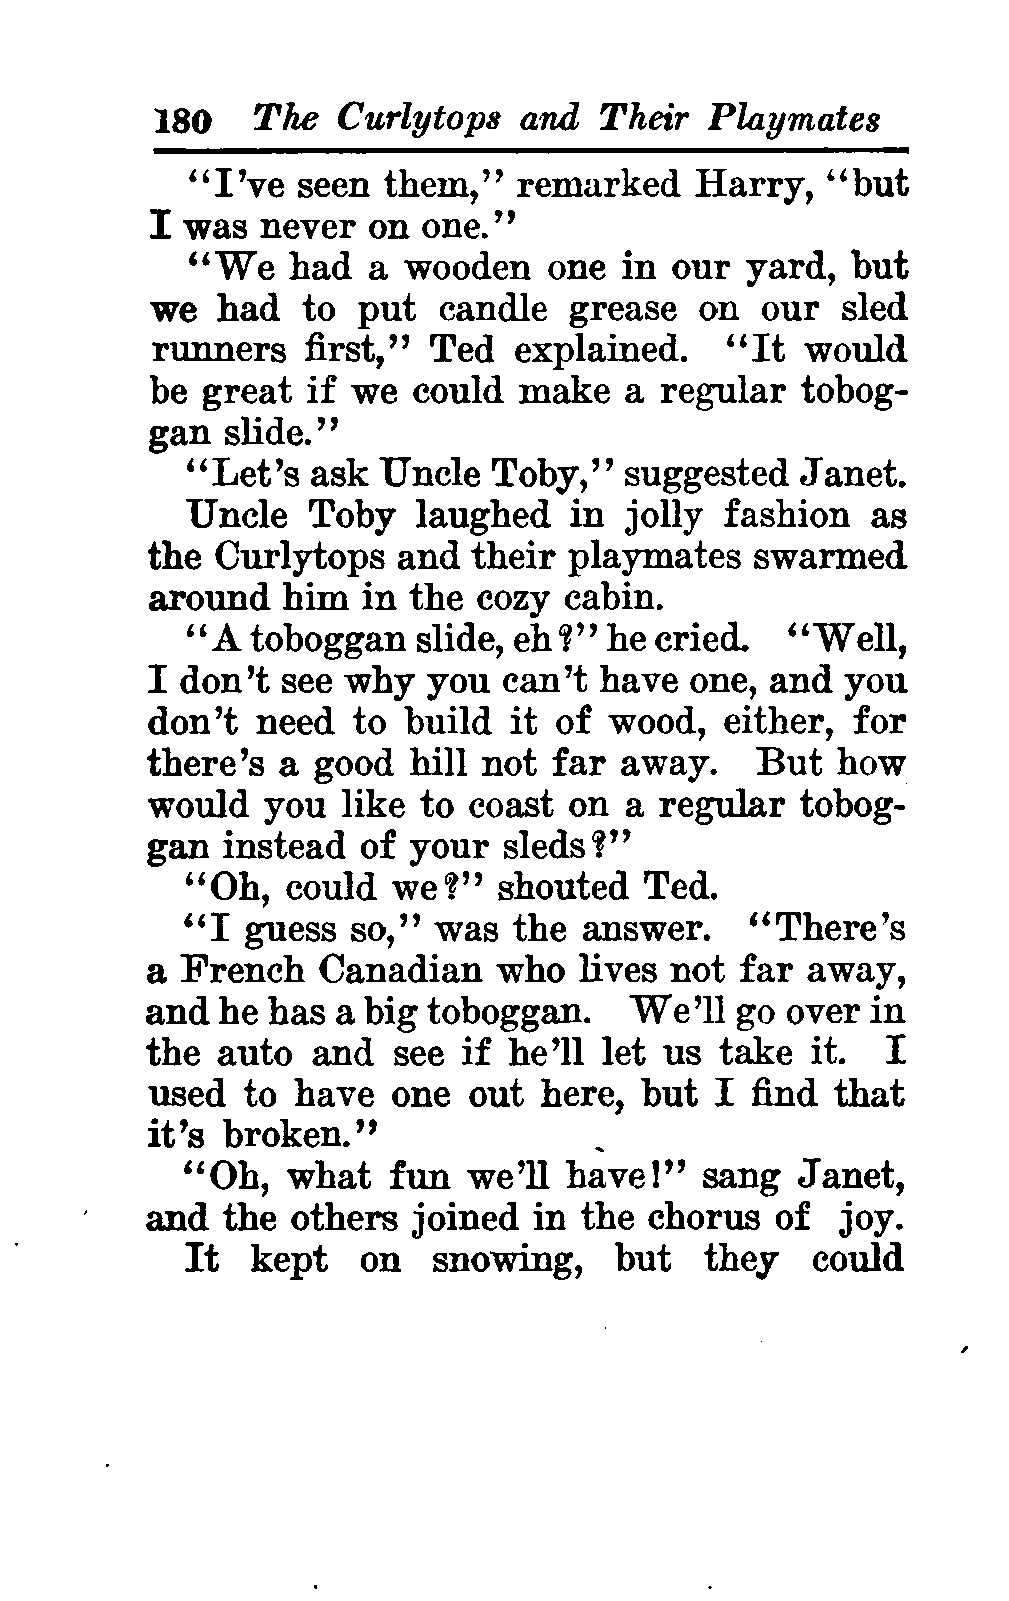 180 The Curlytops and Their Playmates
"I've seen them," remarked Harry, "but
I was never on one."
"We had a wooden one in our yard, but
we had to put candle grease on our sled
runners first," Ted explained. "It would
be great if we could make a regular tobog-
gan slide."
"Let's ask Uncle Toby," suggested Janet.
Uncle Toby laughed in jolly fashion as
the Curlytops and their playmates swarmed
around him in the cozy cabin.
"A toboggan slide, eh?" he cried. "Well,
I don't see why you can't have one, and you
don't need to build it of wood, either, for
there's a good hill not far away. But how
would you like to coast on a regular tobog-
gan instead of your sleds?"
"Oh, could we?" shouted Ted.
"I guess so," was the answer. "There's
a French Canadian who lives not far away,
and he has a big toboggan. We'll go over in
the auto and see if he'll let us take it. I
used to have one out here, but I find that
it's broken."
"Oh, what fun we'll have!" sang Janet,
and the others joined in the chorus of joy.
It kept on snowing, but they could